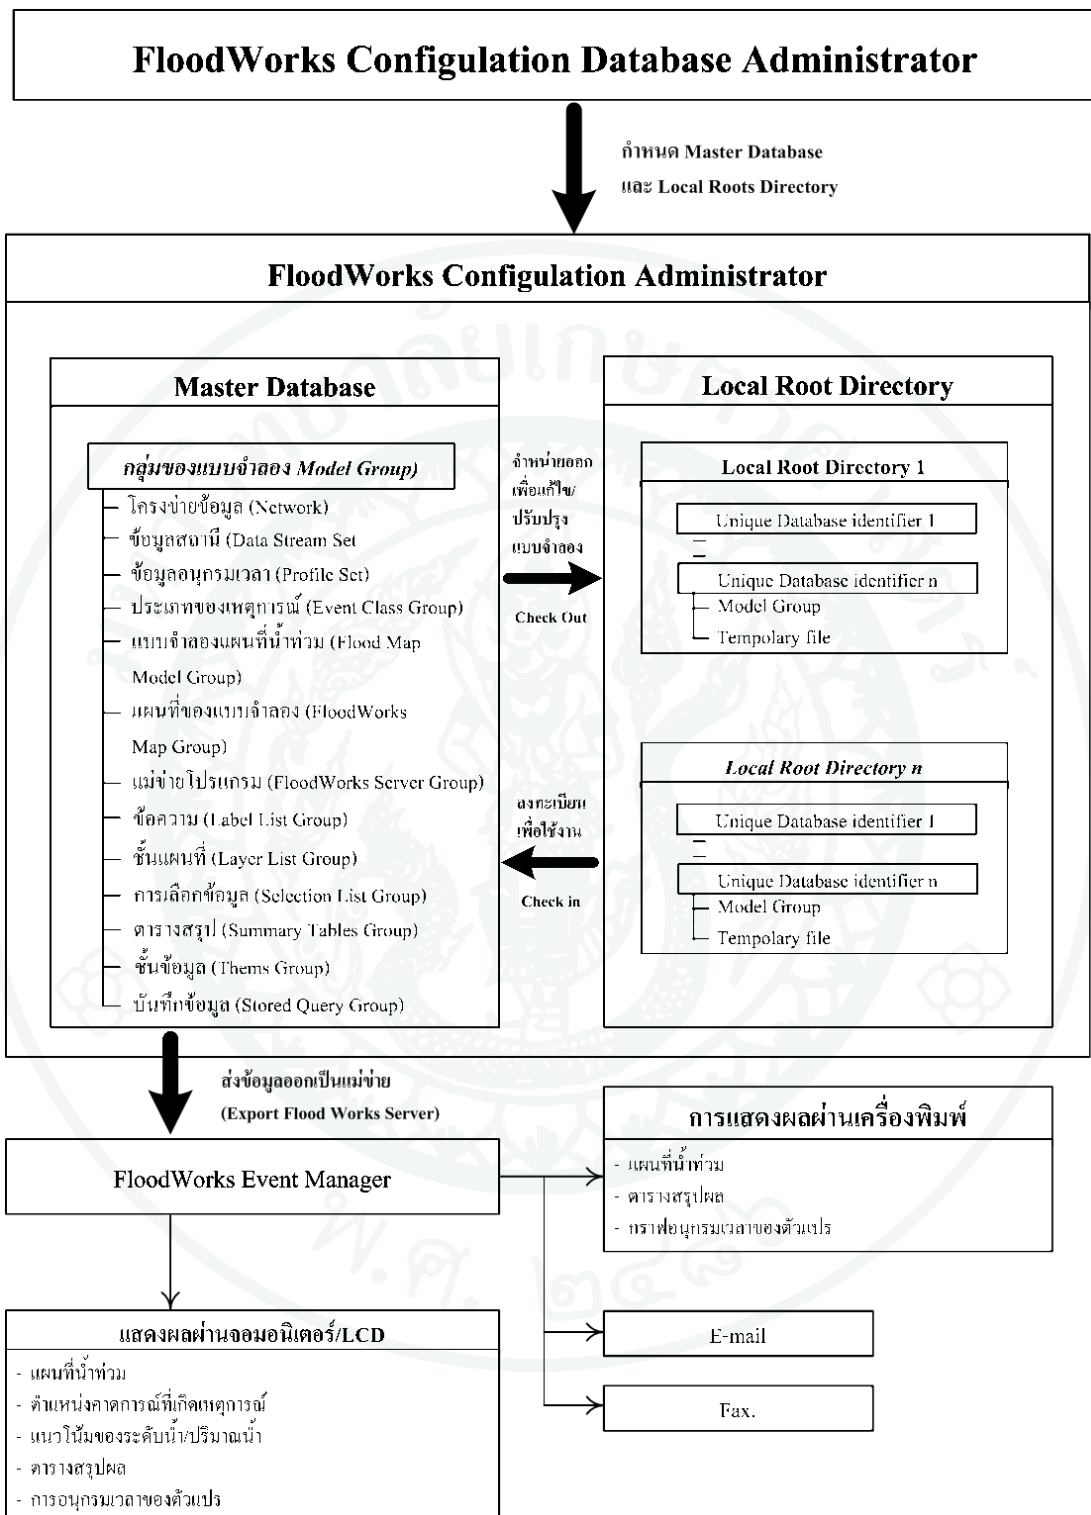 FloodWorks Configulation Database Administrator
กำหนด Master Database
และ Local Roots Directory
FloodWorks Configulation Administrator
Master Database
กลุ่มของแบบจำลอง Model Group)
โครงข่ายข้อมูล (Network)
ข้อมูลสถานี (Data Stream Set
ข้อมูลอนุกรมเวลา (Profile Set)
ประเภทของเหตุการณ์ (Event Class Group)
แบบจำลองแผนที่น้ำท่วม (Flood Map
Model Group)
แผนที่ของแบบจำลอง (FloodWorks
Map Group)
แม่ข่ายโปรแกรม (FloodWorks Server Group)
ข้อความ (Label List Group)
ชั้นแผนที่ (Layer List Group)
การเลือกข้อมูล (Selection List Group)
ตารางสรุป (Summary Tables Group)
ชั้นข้อมูล (Thems Group)
บันทึกข้อมูล (Stored Query Group)
จำหน่ายออก
เพื่อแก้ไข/
ปรับปรุง
แบบจำลอง
Check Out
ลงทะเบียน
เพื่อใช้งาน
Check in
Local Root Directory
Local Root Directory 1
Unique Database identifier 1
Unique Database identifier n
Model Group
Tempolary file
Local Root Directory n
Unique Database identifier 1
Unique Database identifier n
Model Group
Tempolary file
ส่งข้อมูลออกเป็นแม่ข่าย
(Export Flood Works Server)
FloodWorks Event Manager
การแสดงผลผ่านเครื่องพิมพ์
- แผนที่น้ำท่วม
- ตารางสรุปผล
- กราฟอนุกรมเวลาของตัวแปร
E-mail
Fax.
แสดงผลผ่านจอมอนิเตอร์/LCD
- แผนที่น้ำท่วม
- ตำแหน่งคาดการณ์ที่เกิดเหตุการณ์
- แนวโน้มของระดับน้ำ/ปริมาณน้ำ
- ตารางสรุปผล
- การอนุกรมเวลาของตัวแปร
พ.ศ. ๒๔๘๖